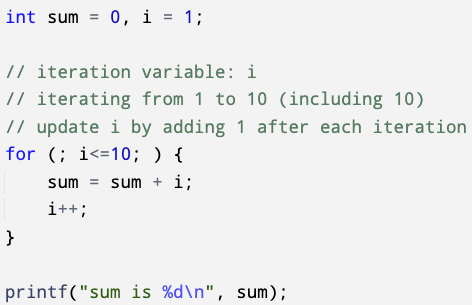 int sum = 0, i = 1;
// iteration variable: i
// iterating from 1 to 10 (including 10)
// update i by adding 1 after each iteration
for (; i<=10; ) {
    sum = sum + i;
    i++;
}
printf("sum is %d\n", sum);